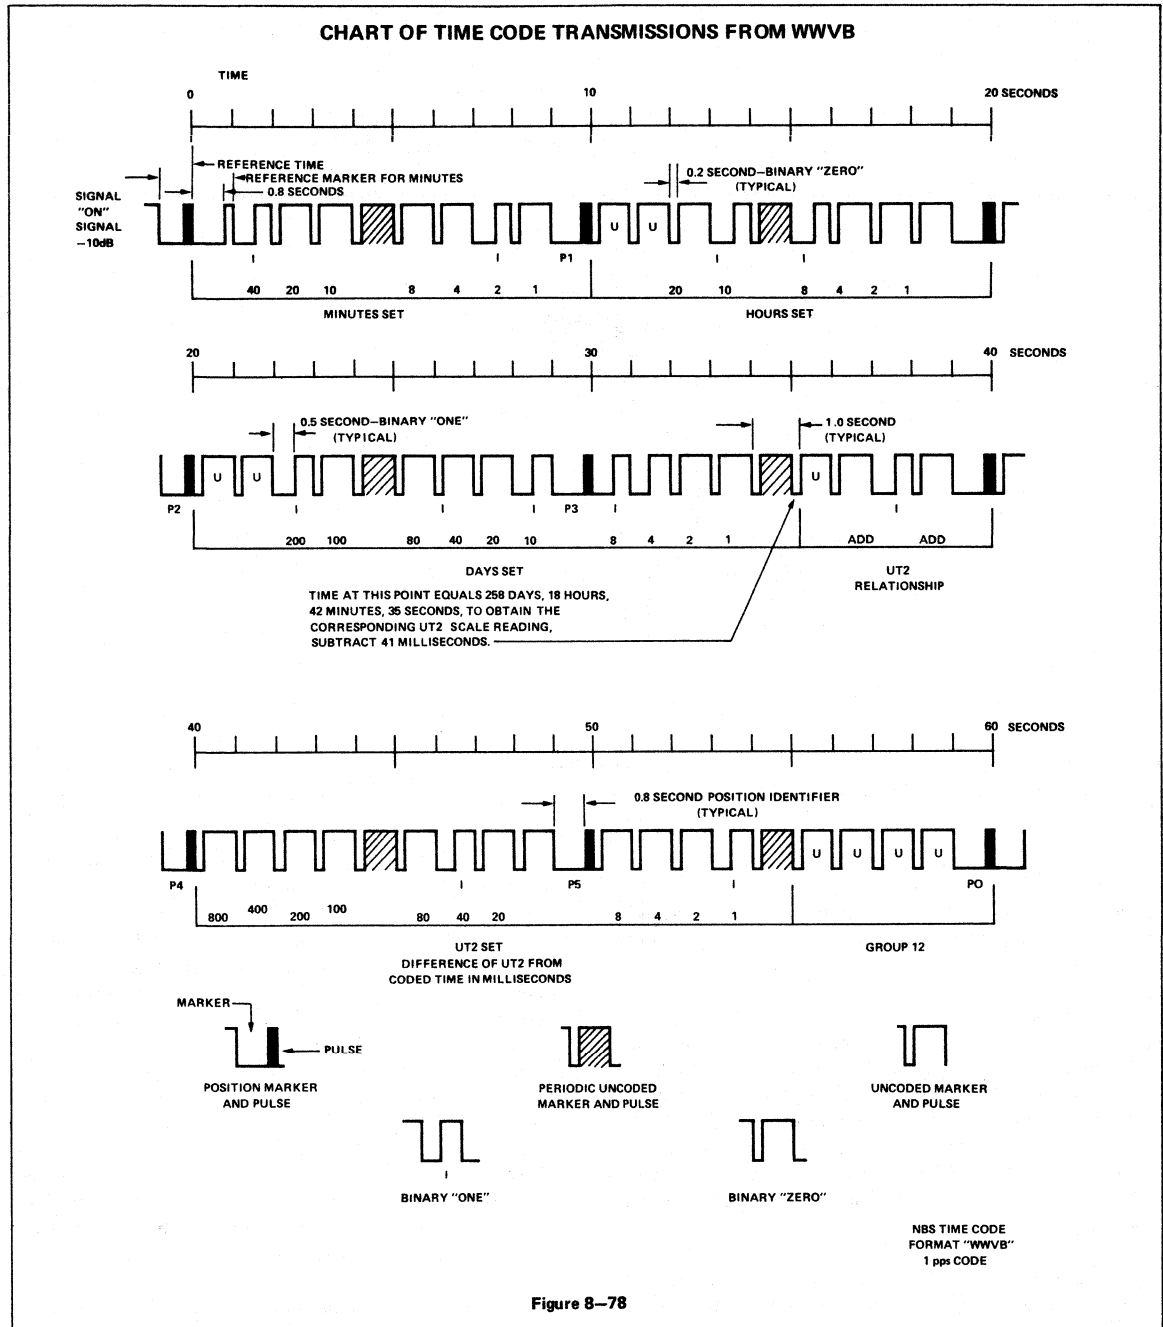 CHART OF TIME CODE TRANSMISSIONS FROM WWVB
TIME
0 10 20 SECONDS
REFERENCE TIME
REFERENCE MARKER FOR MINUTES
0.8 SECONDS
0.2 SECOND—BINARY "ZERO"
(TYPICAL)
SIGNAL
"ON"
SIGNAL
—10dB
U U
I I P1 I I
40 20 10 8 4 2 1 20 10 8 4 2 1
MINUTES SET HOURS SET
20 30 40 SECONDS
0.5 SECOND—BINARY "ONE"
(TYPICAL)
1.0 SECOND
(TYPICAL)
U U U
P2 I I I P3 I I
200 100 80 40 20 10 8 4 2 1 ADD ADD
DAYS SET
UT2
RELATIONSHIP
TIME AT THIS POINT EQUALS 258 DAYS, 18 HOURS,
42 MINUTES, 35 SECONDS, TO OBTAIN THE
CORRESPONDING UT2 SCALE READING,
SUBTRACT 41 MILLISECONDS.
40 50 60 SECONDS
0.8 SECOND POSITION IDENTIFIER
(TYPICAL)
U U U U
P4 I P5 I PO
800 400 200 100 80 40 20 8 4 2 1
UT2 SET
DIFFERENCE OF UT2 FROM
CODED TIME IN MILLISECONDS
GROUP 12
MARKER
PULSE
POSITION MARKER
AND PULSE
PERIODIC UNCODED
MARKER AND PULSE
UNCODED MARKER
AND PULSE
I
BINARY "ONE"
BINARY "ZERO"
NBS TIME CODE
FORMAT "WWVB"
1 pps CODE
Figure 8—78